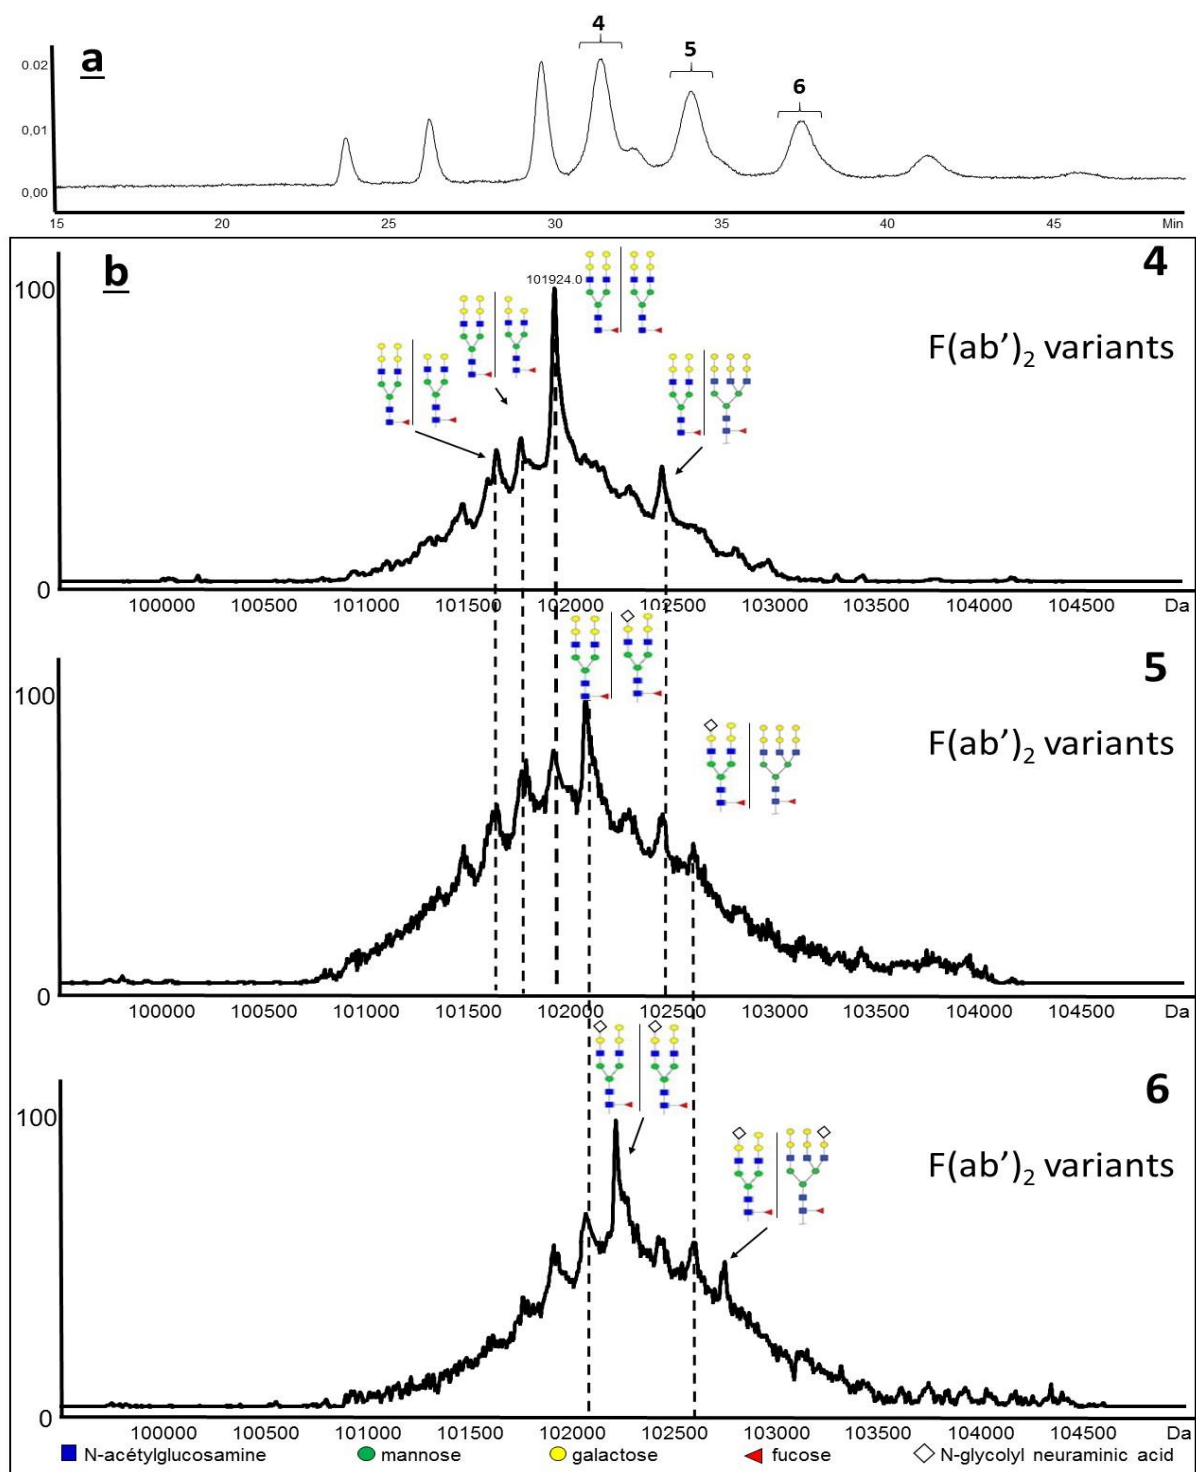 a
4
5
6
0.02
0,01
0,00
15 20 25 30 35 40 45 Min
b
4
100
101924.0
F(ab')2 variants
0
100000 100500 101000 101500 102000 102500 103000 103500 104000 104500 Da
5
100
F(ab')2 variants
0
100000 100500 101000 101500 102000 102500 103000 103500 104000 104500 Da
6
100
F(ab')2 variants
0
100000 100500 101000 101500 102000 102500 103000 103500 104000 104500 Da
N-acétylglucosamine mannose galactose fucose N-glycolyl neuraminic acid